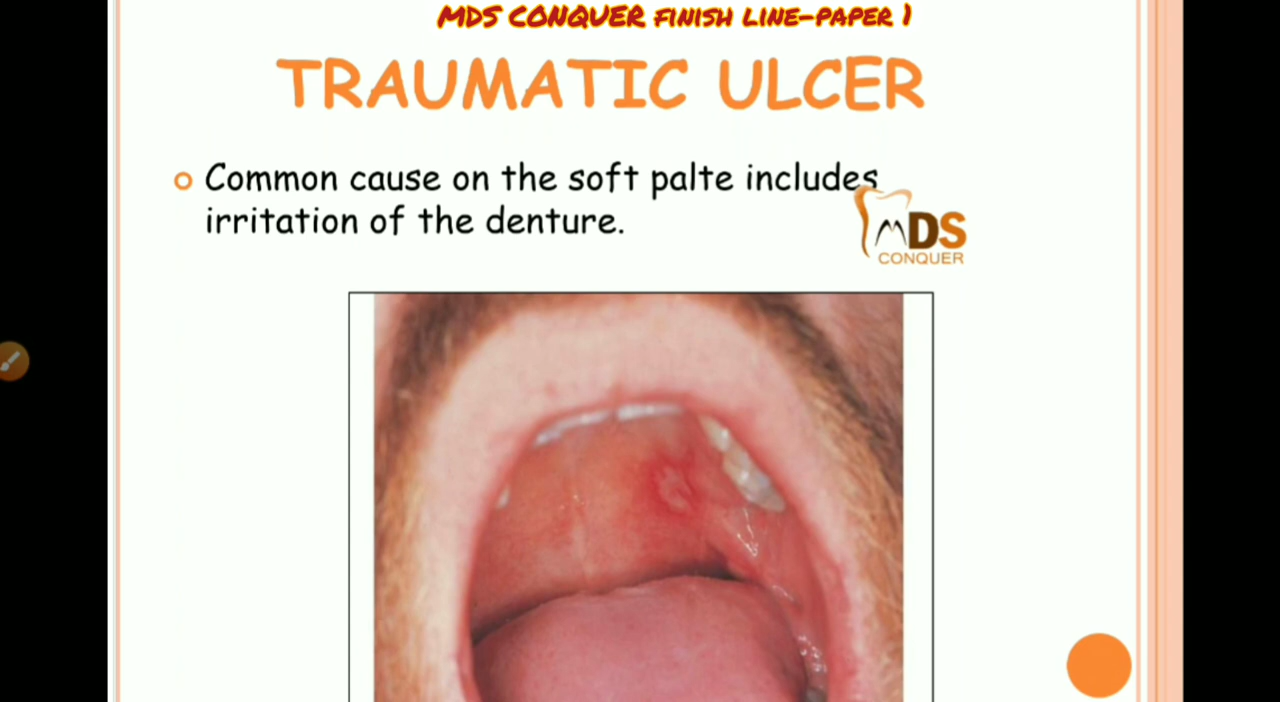 MDS CONQUER FINISH LINE-PAPER 1
TRAUMATIC ULCER
Common cause on the soft palte includes
irritation of the denture.
MDS
CONQUER